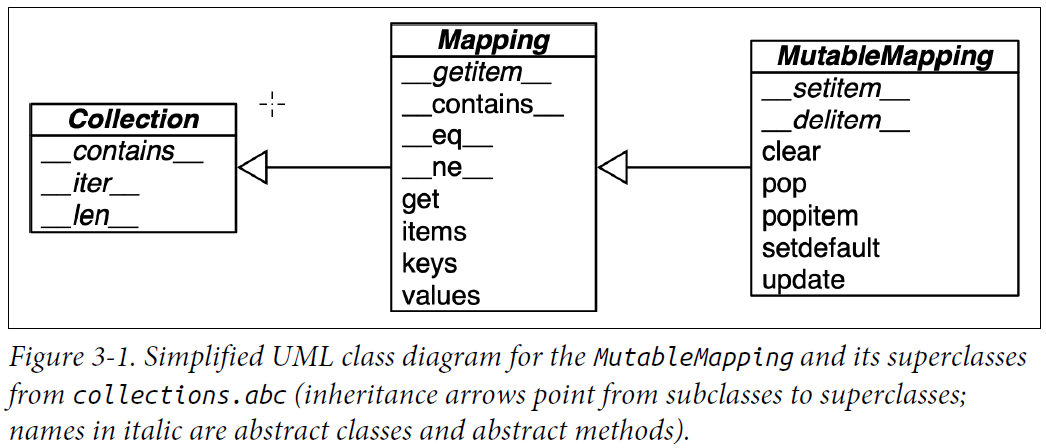 Collection
__contains__
__iter__
__len__
Mapping
__getitem__
__contains__
__eq__
__ne__
get
items
keys
values
MutableMapping
__setitem__
__delitem__
clear
pop
popitem
setdefault
update
Figure 3-1. Simplified UML class diagram for the MutableMapping and its superclasses
from collections.abc (inheritance arrows point from subclasses to superclasses;
names in italic are abstract classes and abstract methods).